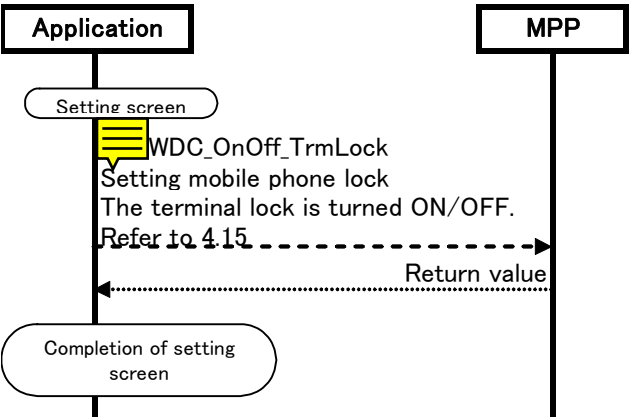 Application
MPP
Setting screen
WDC_OnOff_TrmLock
Setting mobile phone lock
The terminal lock is turned ON/OFF.
Refer to 4.15
Return value
Completion of setting
screen